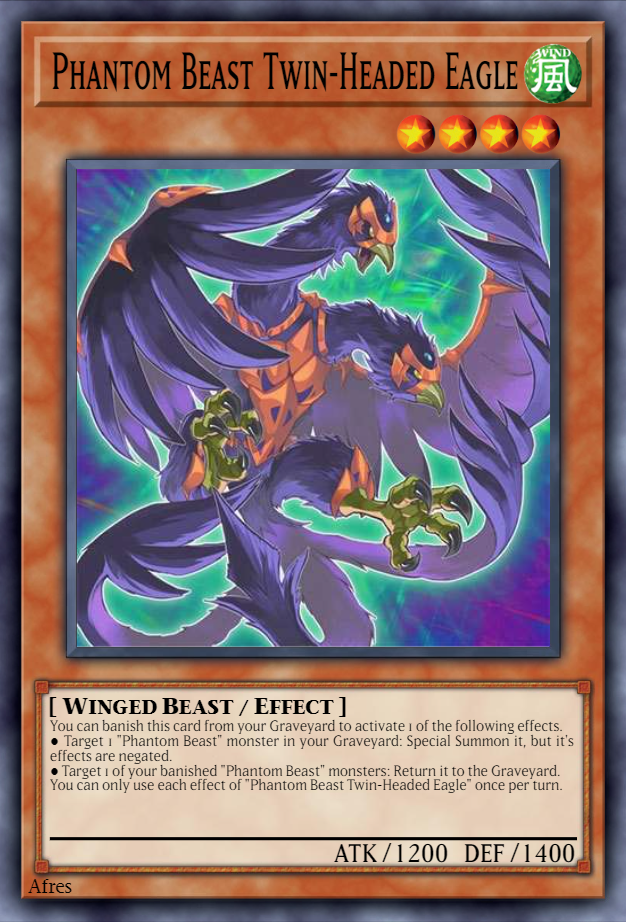 Phantom Beast Twin-Headed Eagle
WIND
風
[ Winged Beast / Effect ]
You can banish this card from your Graveyard to activate 1 of the following effects.
● Target 1 "Phantom Beast" monster in your Graveyard: Special Summon it, but it's
effects are negated.
● Target 1 of your banished "Phantom Beast" monsters: Return it to the Graveyard.
You can only use each effect of "Phantom Beast Twin-Headed Eagle" once per turn.
ATK/1200 DEF/1400
Afres